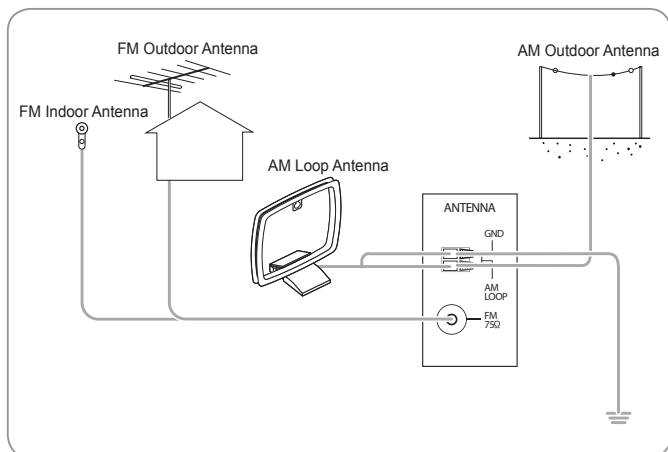 FM Outdoor Antenna
AM Outdoor Antenna
FM Indoor Antenna
AM Loop Antenna
ANTENNA
GND
AM
LOOP
FM
75Ω